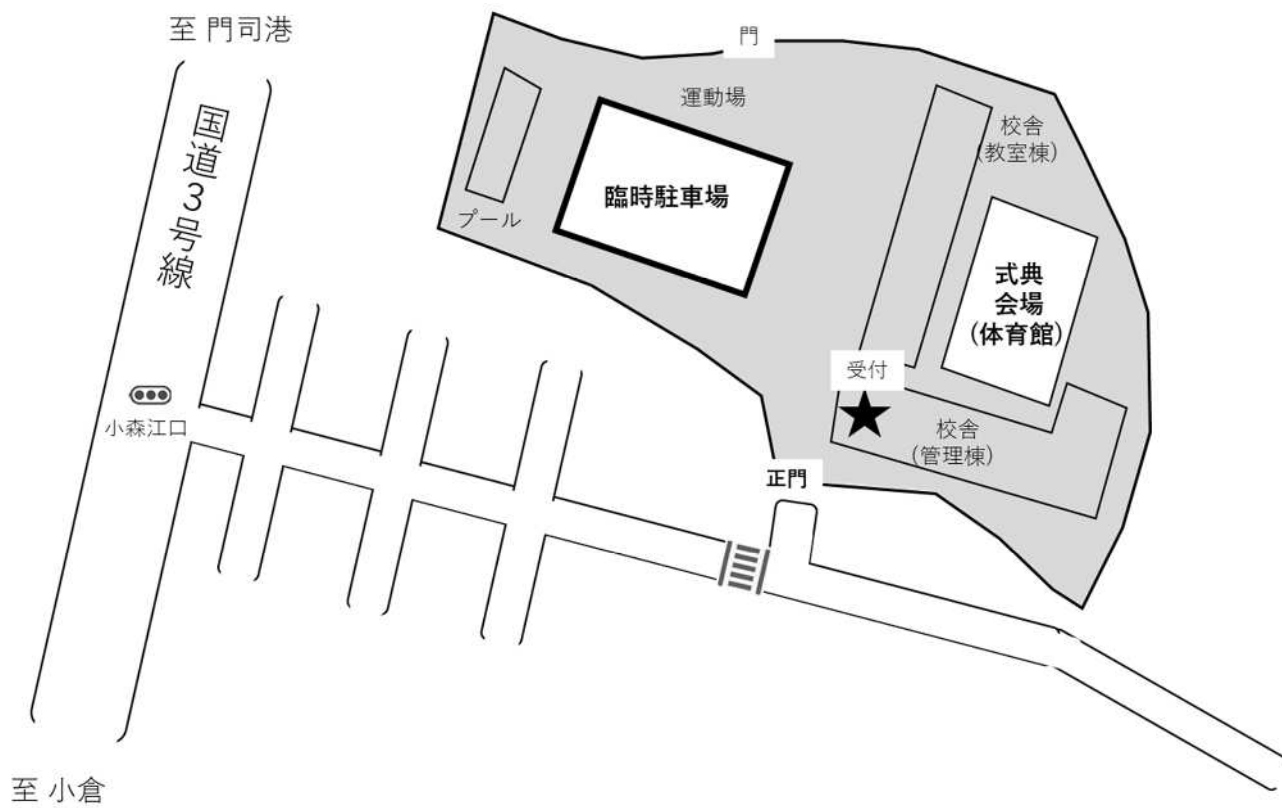 至 門司港
門
国道3号線
運動場
校舎
(教室棟)
臨時駐車場
プール
式典
会場
(体育館)
受付
小森江口
校舎
(管理棟)
正門
至 小倉